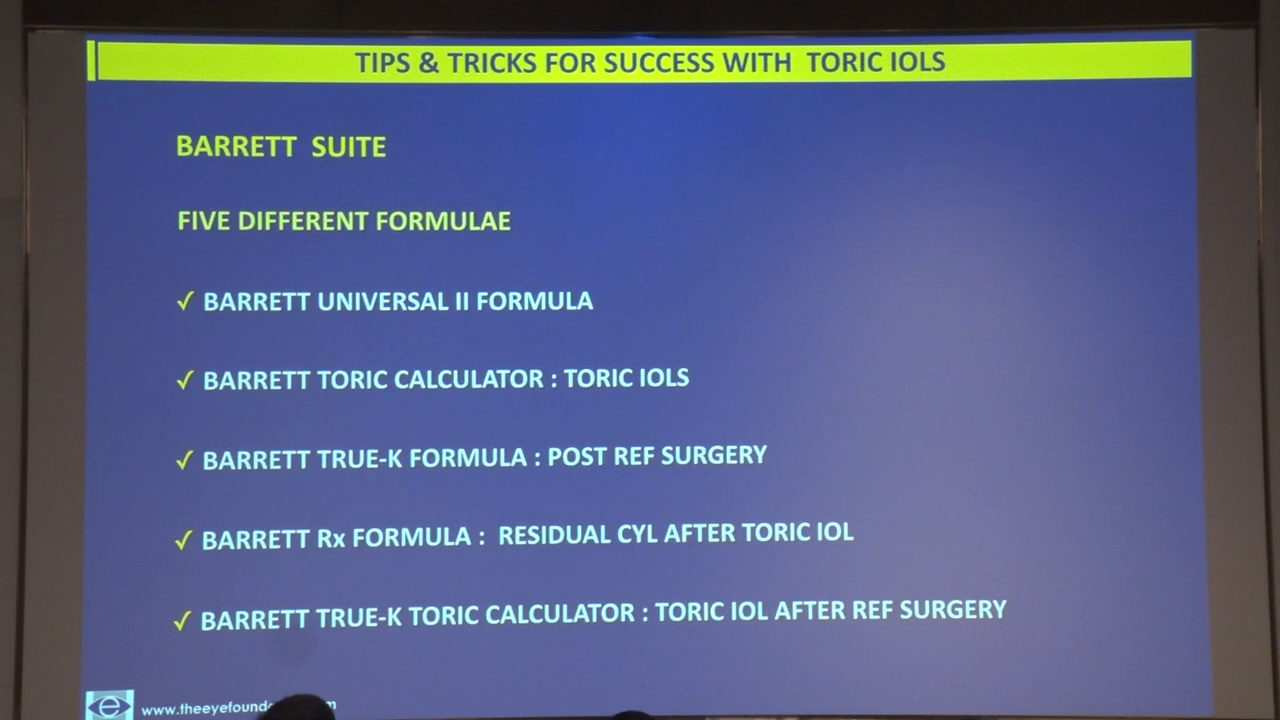 TIPS & TRICKS FOR SUCCESS WITH TORIC IOLS
BARRETT SUITE
FIVE DIFFERENT FORMULAE
✓ BARRETT UNIVERSAL II FORMULA
✓ BARRETT TORIC CALCULATOR : TORIC IOLS
✓ BARRETT TRUE-K FORMULA : POST REF SURGERY
✓ BARRETT Rx FORMULA : RESIDUAL CYL AFTER TORIC IOL
✓ BARRETT TRUE-K TORIC CALCULATOR : TORIC IOL AFTER REF SURGERY
e